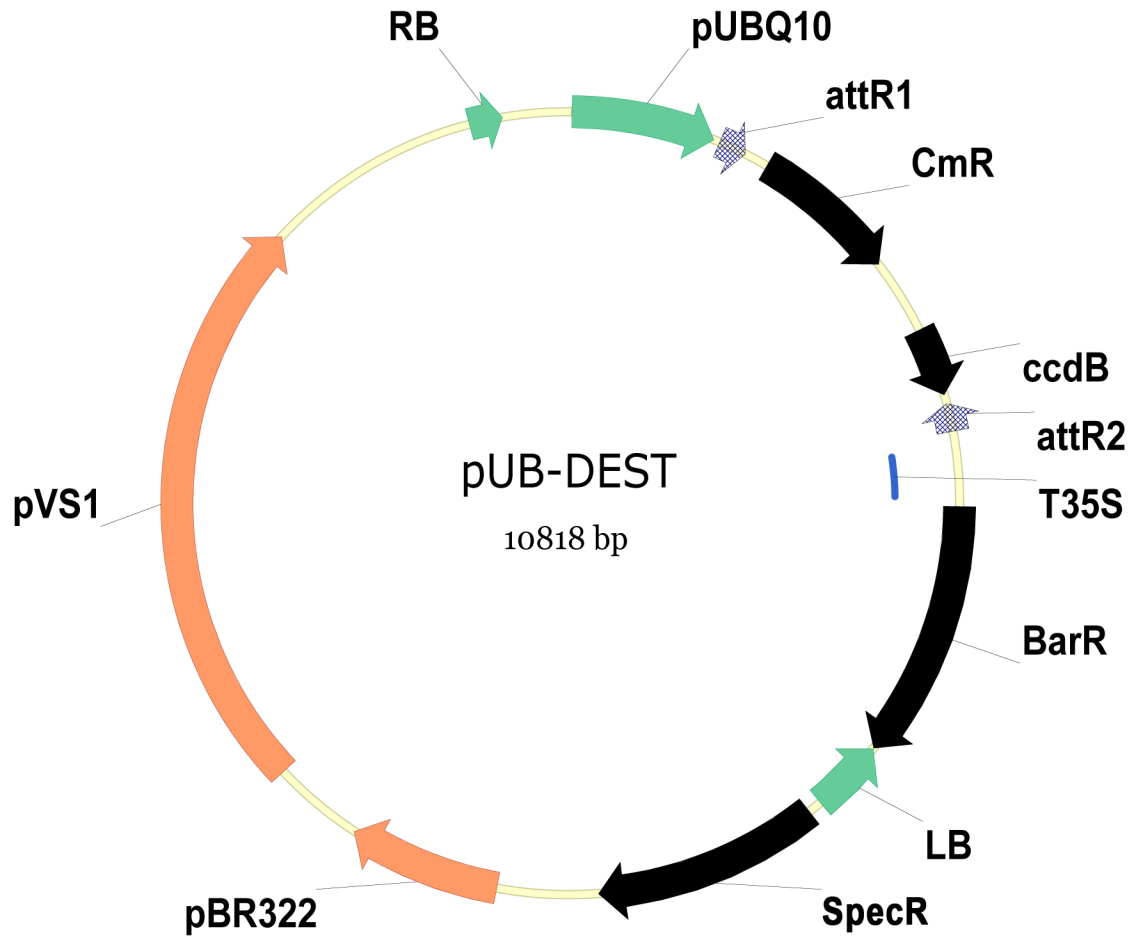 RB
pUBQ10
attR1
CmR
ccdB
attR2
T35S
BarR
LB
SpecR
pBR322
pVS1
pUB-DEST
10818 bp